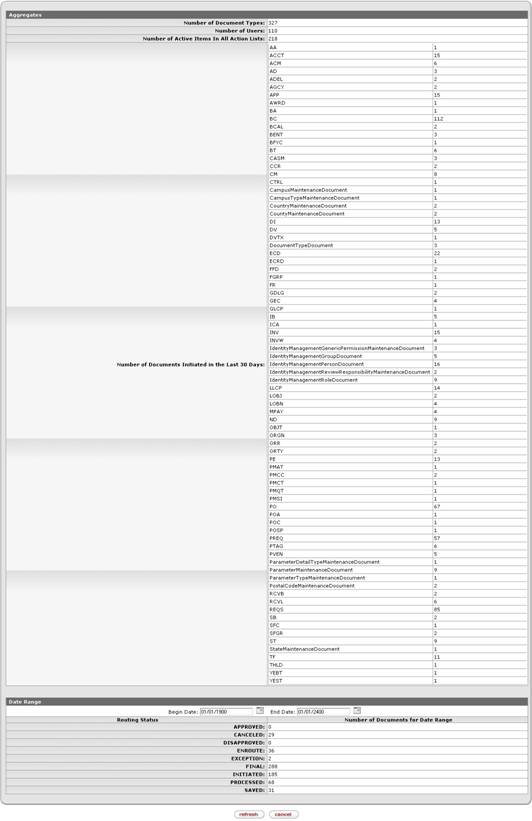 Aggregates
Number of Document Types: 327
Number of Users: 110
Number of Active Items In All Action Lists: 218
Number of Documents Initiated in the Last 30 Days:
AA 1
ACCT 15
ACM 6
AD 3
ADEL 2
AGCY 2
APP 15
AWRD 1
BA 1
BC 112
BCAL 2
BENT 3
BFYC 1
BT 6
CASM 3
CCR 2
CM 8
CTRL 1
CampusMaintenanceDocument 1
CampusTypeMaintenanceDocument 1
CountryMaintenanceDocument 2
CountyMaintenanceDocument 2
DI 13
DV 5
DVTX 1
DocumentTypeDocument 3
ECD 22
ECRD 1
FFD 2
FGRP 1
FR 1
GDLG 2
GEC 4
GLCP 1
IB 5
ICA 1
INV 15
INVW 4
IdentityManagementGenericPermissionMaintenanceDocument 3
IdentityManagementGroupDocument 5
IdentityManagementPersonDocument 16
IdentityManagementReviewResponsibilityMaintenanceDocument 2
IdentityManagementRoleDocument 9
LLCP 14
LOBJ 2
LOBN 4
MPAY 4
ND 9
OBJT 1
ORGN 3
ORR 2
ORTY 2
PE 13
PMAT 1
PMCC 2
PMCT 1
PMQT 1
PMSI 1
PO 67
POA 1
POC 1
POSP 1
PREQ 57
PTAG 6
PVEN 5
ParameterDetailTypeMaintenanceDocument 1
ParameterMaintenanceDocument 9
ParameterTypeMaintenanceDocument 1
PostalCodeMaintenanceDocument 2
RCVB 2
RCVL 6
REQS 85
SB 2
SFC 1
SFGR 2
ST 9
StateMaintenanceDocument 1
TF 11
THLD 1
YEBT 1
YEST 1
Date Range
Begin Date: 01/01/1900 End Date: 01/01/2400
Routing Status Number of Documents for Date Range
APPROVED: 0
CANCELED: 29
DISAPPROVED: 0
ENROUTE: 36
EXCEPTION: 2
FINAL: 288
INITIATED: 185
PROCESSED: 68
SAVED: 31
refresh cancel